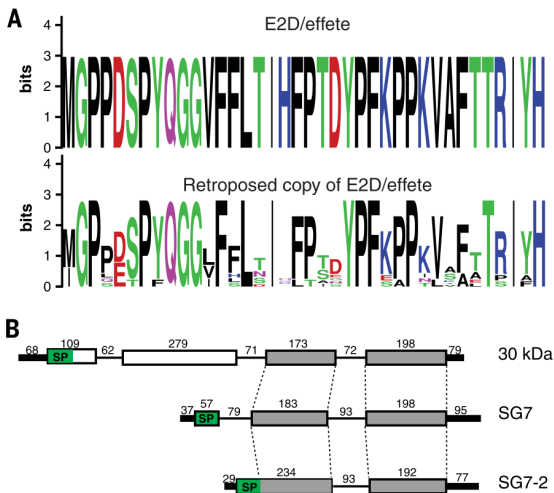 A
E2D/effete
4
3
2
1
0
bits
MGPPDSPYQGGVFFLTIHFPTDYPFKPPKVAFTTRIYH
Retroposed copy of E2D/effete
4
3
2
1
0
bits
B
68 109 62 279 71 173 72 198 79 30 kDa
SP
37 57 79 183 93 198 95 SG7
SP
29 234 93 192 77 SG7-2
SP